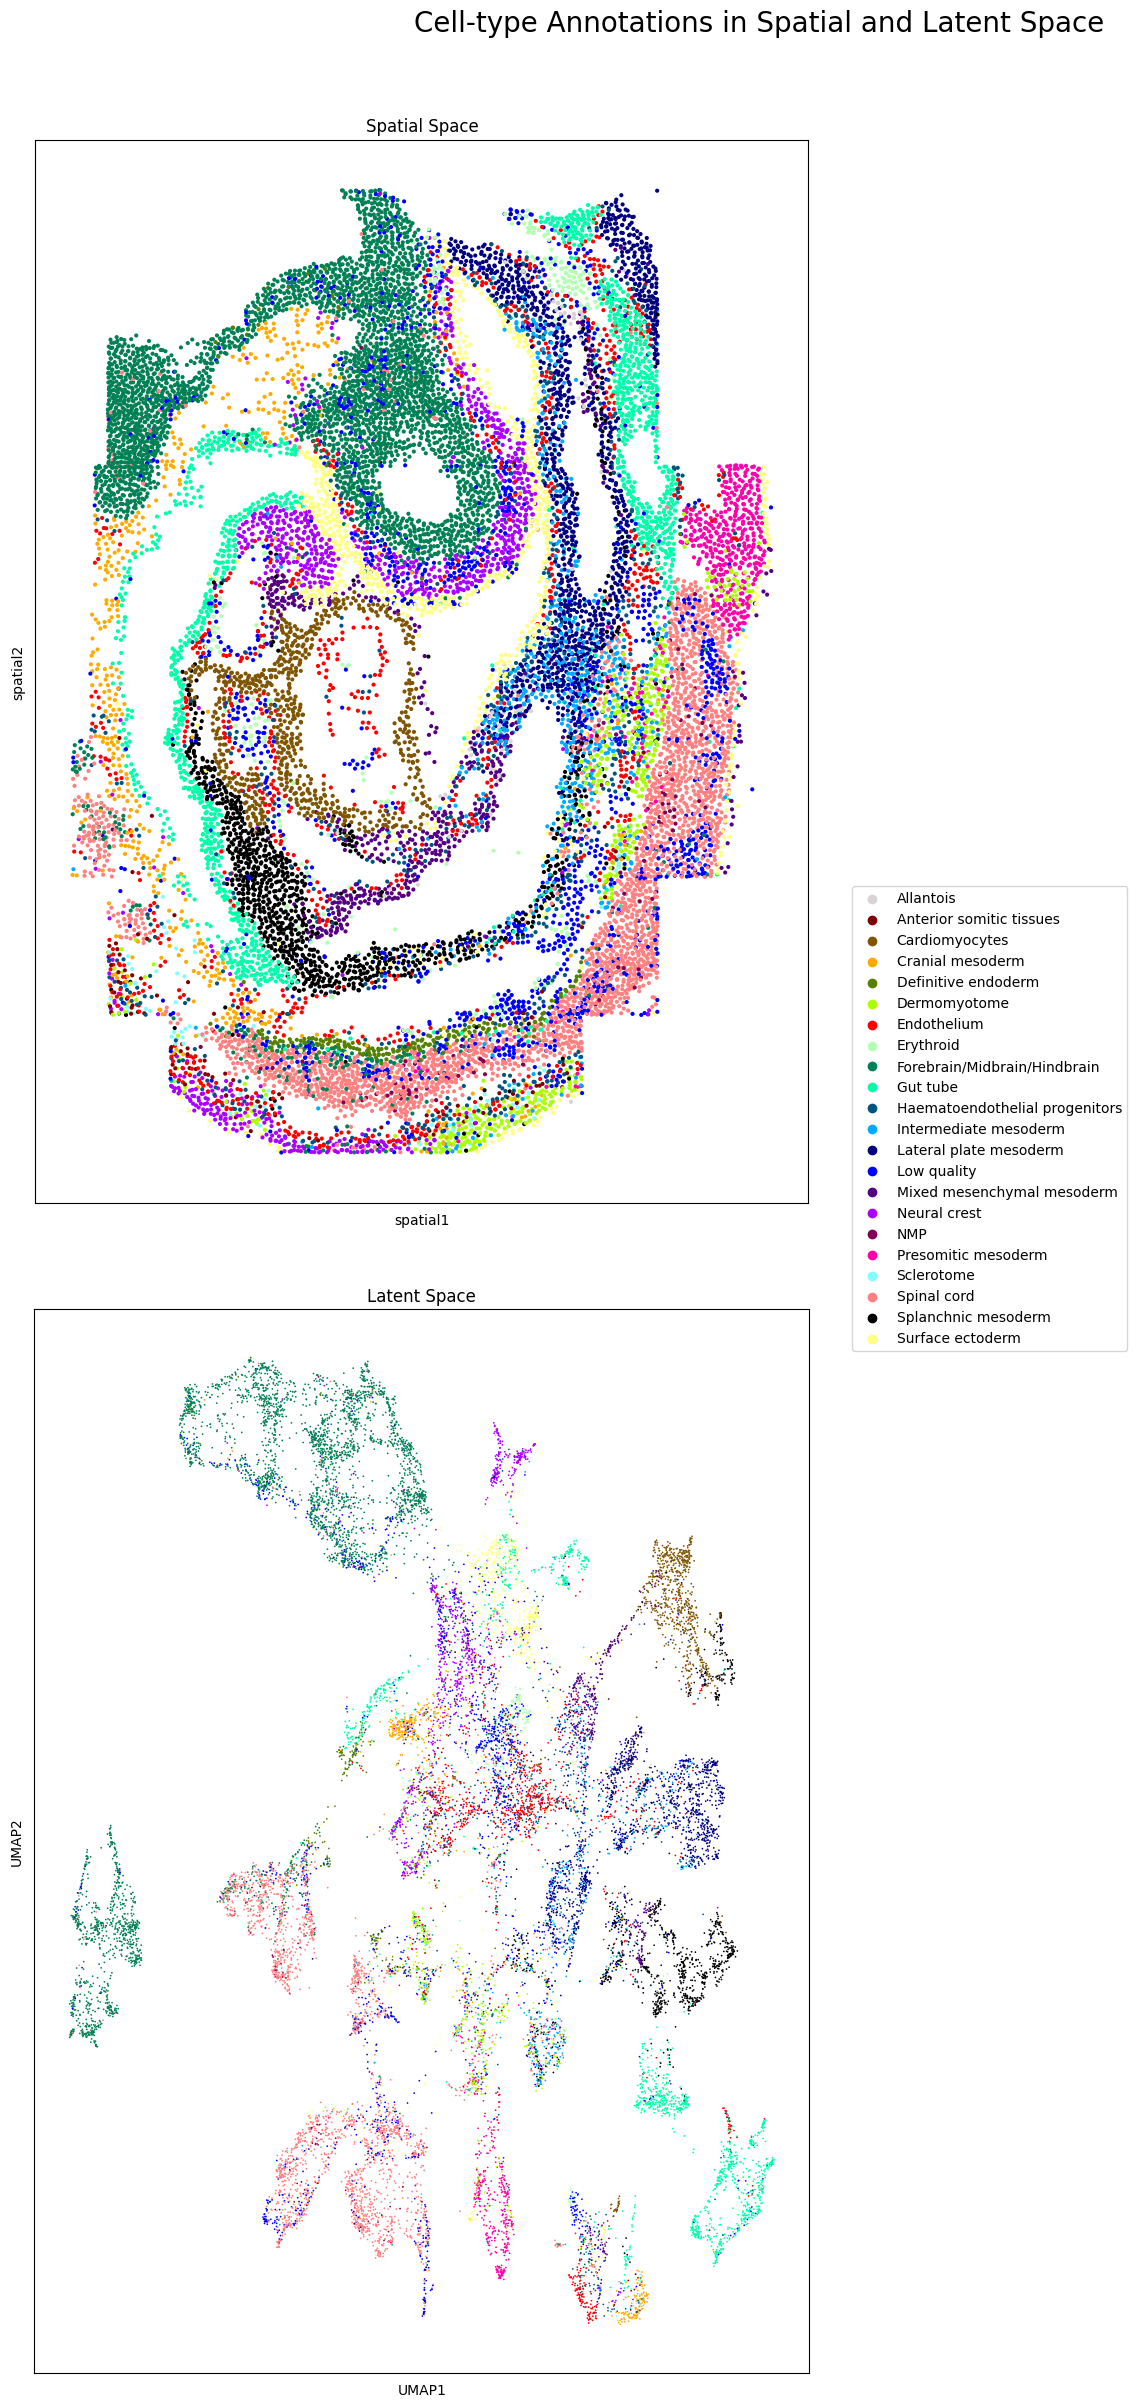 Cell-type Annotations in Spatial and Latent Space
Spatial Space
spatial2
spatial1
Allantois
Anterior somitic tissues
Cardiomyocytes
Cranial mesoderm
Definitive endoderm
Dermomyotome
Endothelium
Erythroid
Forebrain/Midbrain/Hindbrain
Gut tube
Haematoendothelial progenitors
Intermediate mesoderm
Lateral plate mesoderm
Low quality
Mixed mesenchymal mesoderm
Neural crest
NMP
Presomitic mesoderm
Sclerotome
Spinal cord
Splanchnic mesoderm
Surface ectoderm
Latent Space
UMAP2
UMAP1